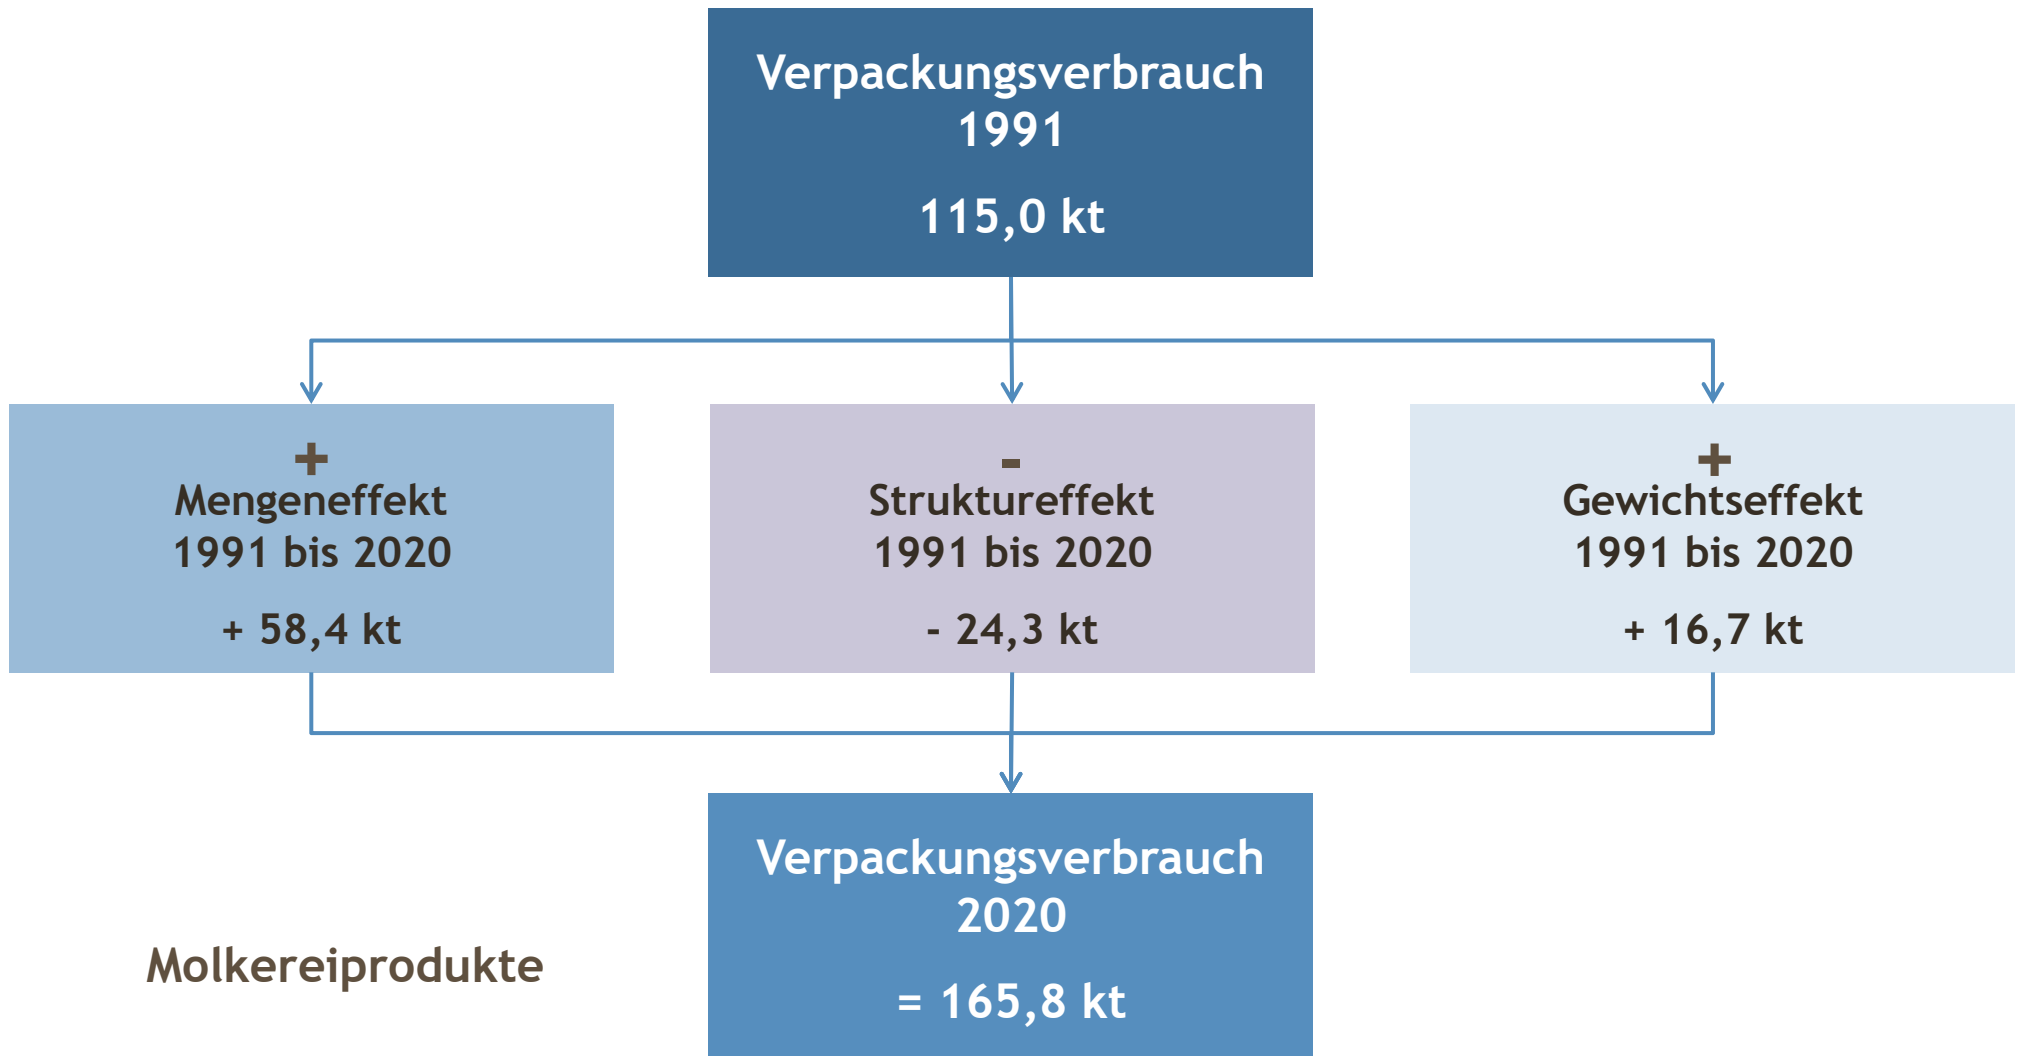 Verpackungsverbrauch
1991
115,0 kt
+
Mengeneffekt
1991 bis 2020
+ 58,4 kt
-
Struktureffekt
1991 bis 2020
- 24,3 kt
+
Gewichtseffekt
1991 bis 2020
+ 16,7 kt
Verpackungsverbrauch
2020
= 165,8 kt
Molkereiprodukte